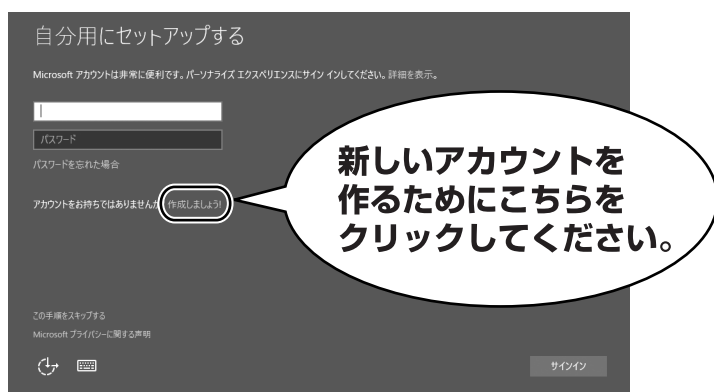 自分用にセットアップする
Microsoft アカウントは非常に便利です。パーソナライズ エクスペリエンスにサイン インしてください。詳細を表示。
パスワード
パスワードを忘れた場合
アカウントをお持ちではありませんか 作成しましょう!
新しいアカウントを
作るためにこちらを
クリックしてください。
この手順をスキップする
Microsoft プライバシーに関する声明
サインイン